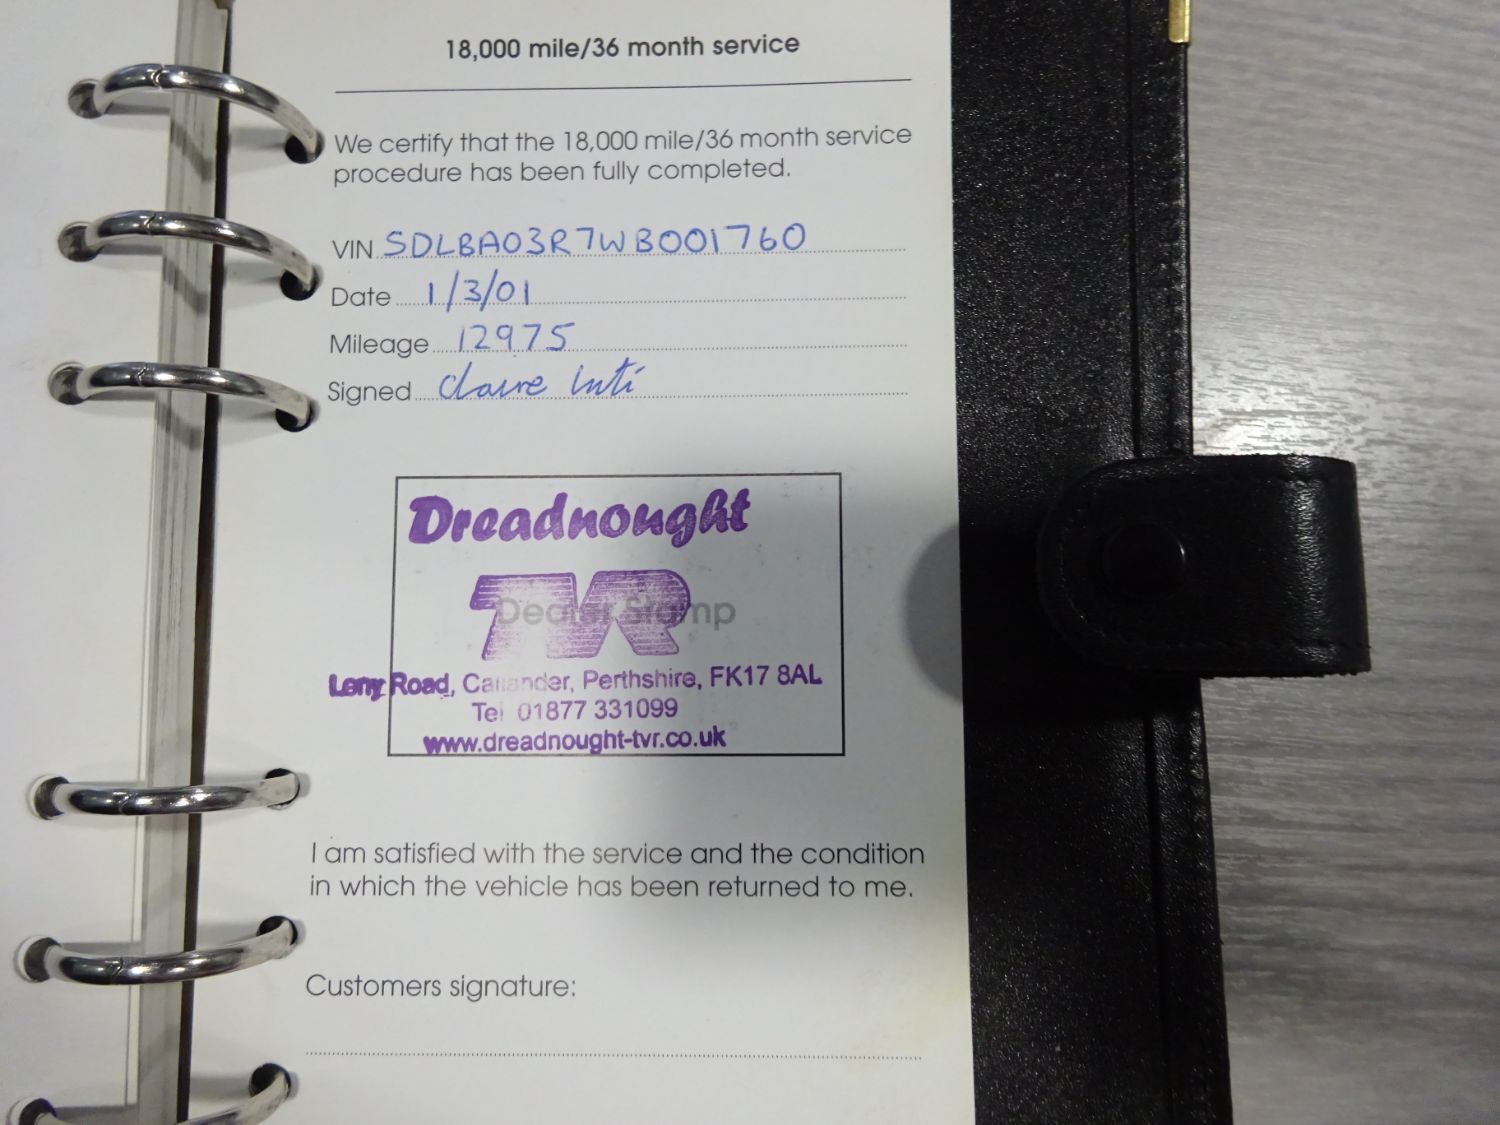 18,000 mile/36 month service
We certify that the 18,000 mile/36 month service
procedure has been fully completed.
VIN SDLBA03R7WB001760
Date 1/3/01
Mileage 12975
Signed Claire
Dreadnought
TVR
Dealer Stamp
Leny Road, Callander, Perthshire, FK17 8AL
Tel 01877 331099
www.dreadnought-tvr.co.uk
I am satisfied with the service and the condition
in which the vehicle has been returned to me.
Customers signature: